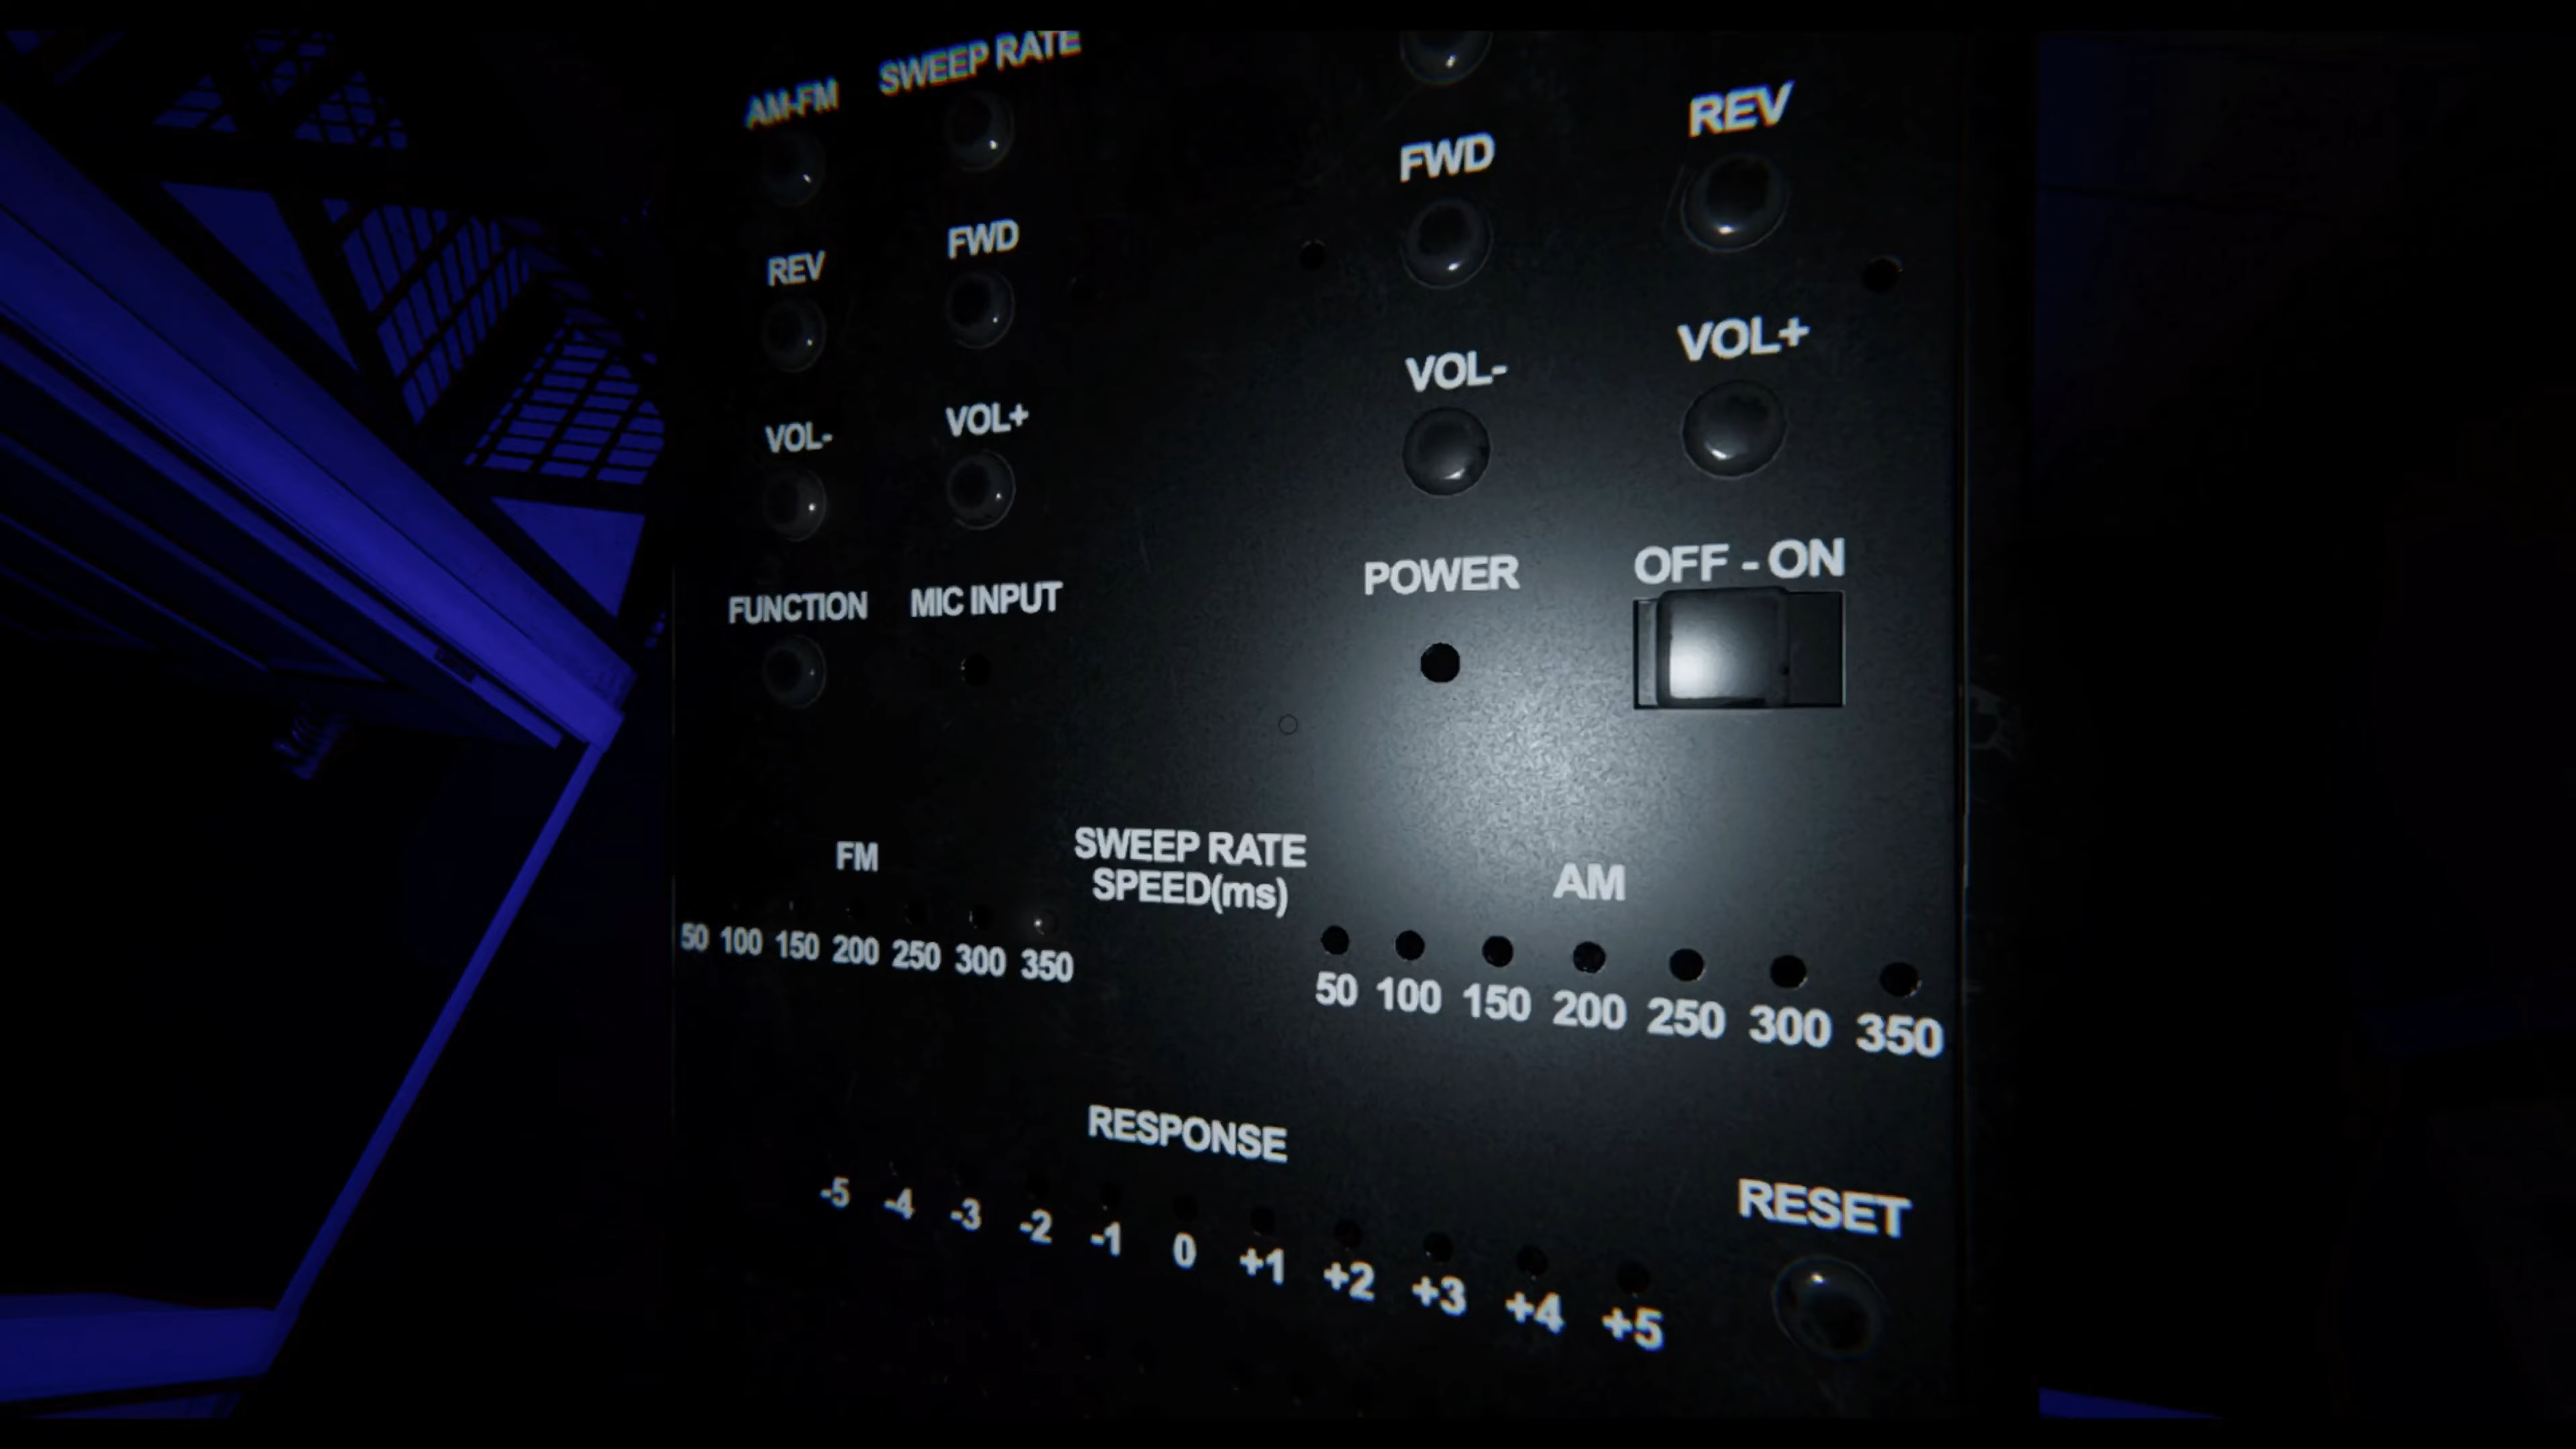 AM-FM SWEEP RATE
REV
FWD
REV FWD
VOL- VOL+
VOL- VOL+
FUNCTION MIC INPUT
POWER OFF - ON
FM
SWEEP RATE
SPEED(ms)
AM
50 100 150 200 250 300 350
50 100 150 200 250 300 350
RESPONSE
-5 -4 -3 -2 -1 0 +1 +2 +3 +4 +5
RESET